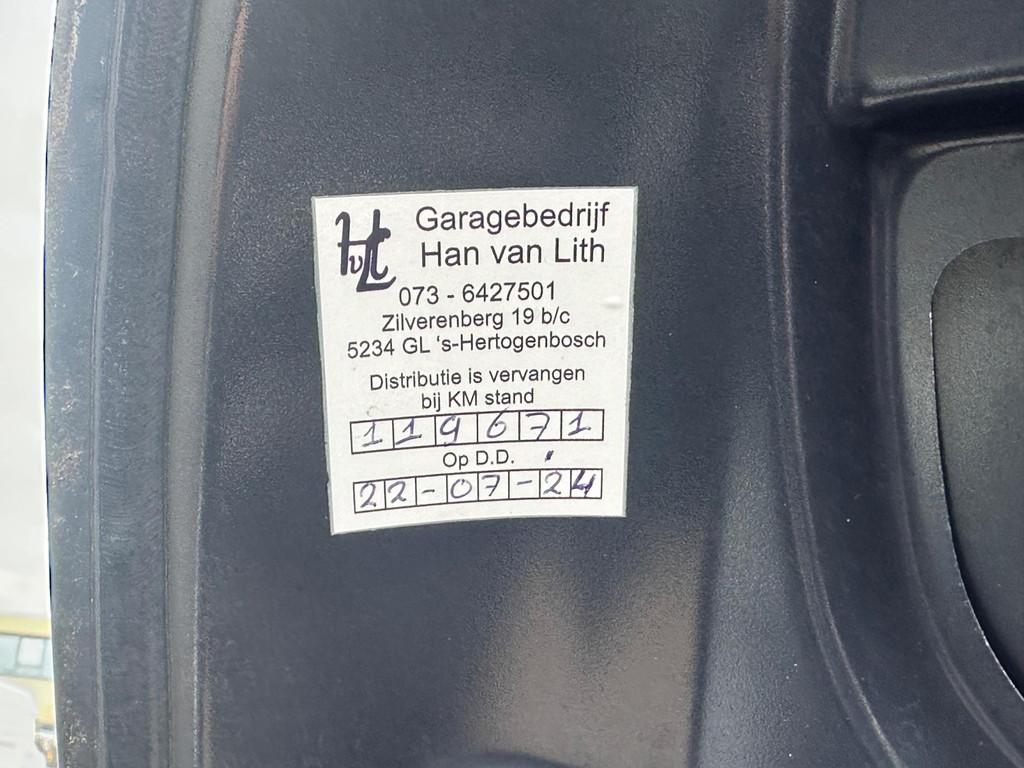 HvL
Garagebedrijf
Han van Lith
073 - 6427501
Zilverenberg 19 b/c
5234 GL 's-Hertogenbosch
Distributie is vervangen
bij KM stand
119671
Op D.D.
22-07-24